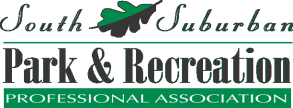 South Suburban
Park & Recreation
PROFESSIONAL ASSOCIATION